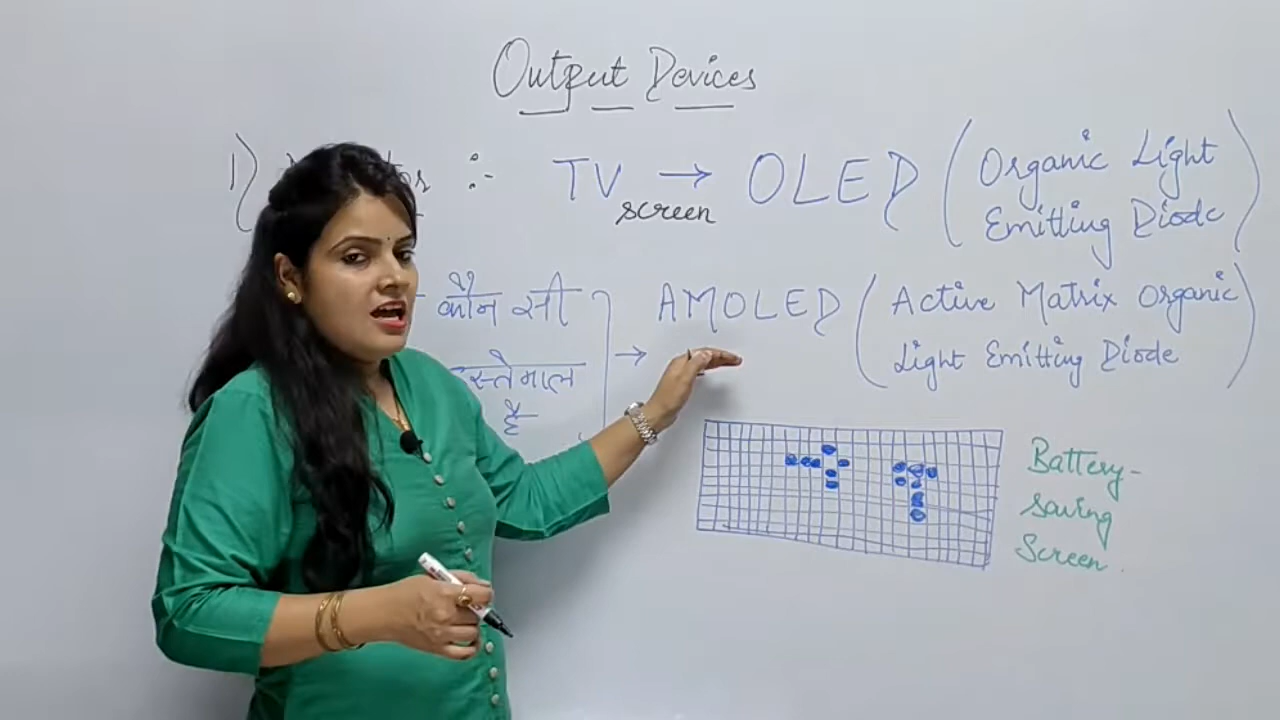 Output Devices
1) :- TV → OLED (Organic Light
screen Emitting Diode)
कौन सी
→ AMOLED (Active Matrix Organic
Light Emitting Diode)
स्तेमाल
है
Battery-
saving
Screen.